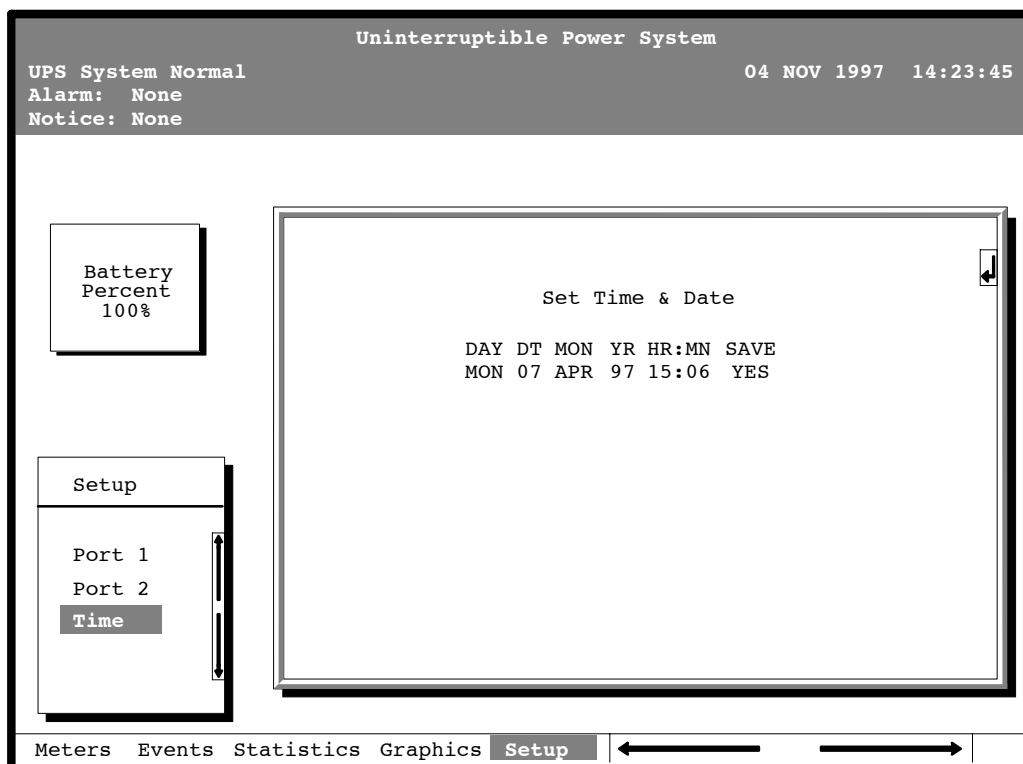 Uninterruptible Power System
UPS System Normal 04 NOV 1997 14:23:45
Alarm: None
Notice: None
Battery
Percent
100%
Set Time & Date
DAY DT MON YR HR:MN SAVE
MON 07 APR 97 15:06 YES
Setup
Port 1
Port 2
Time
Meters Events Statistics Graphics Setup